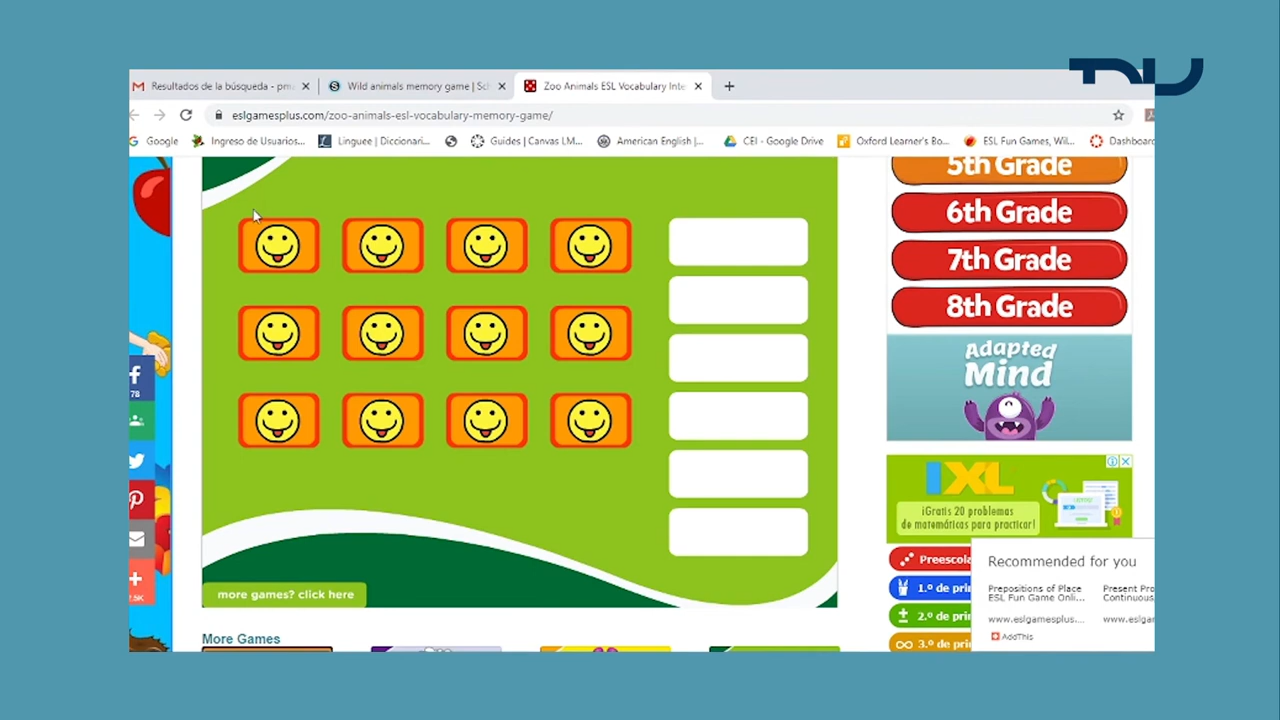 Resultados de la búsqueda - pm
Wild animals memory game | Sc
Zoo Animals ESL Vocabulary Inte
eslgamesplus.com/zoo-animals-esl-vocabulary-memory-game/
Google
Ingreso de Usuarios...
Linguee | Diccionari...
Guides | Canvas LM...
American English |...
CEI - Google Drive
Oxford Learner's Bo...
ESL Fun Games, Wil...
Dashboard
5th Grade
6th Grade
7th Grade
8th Grade
Adapted
Mind
IXL
¡Gratis 20 problemas
de matemáticas para practicar!
78
2.5K
Preescola
1.º de pri
2.º de pri
3.º de pri
Recommended for you
Prepositions of Place
ESL Fun Game Onli...
www.eslgamesplus....
Present Pro
Continuous,
www.eslga
AddThis
more games? click here
More Games